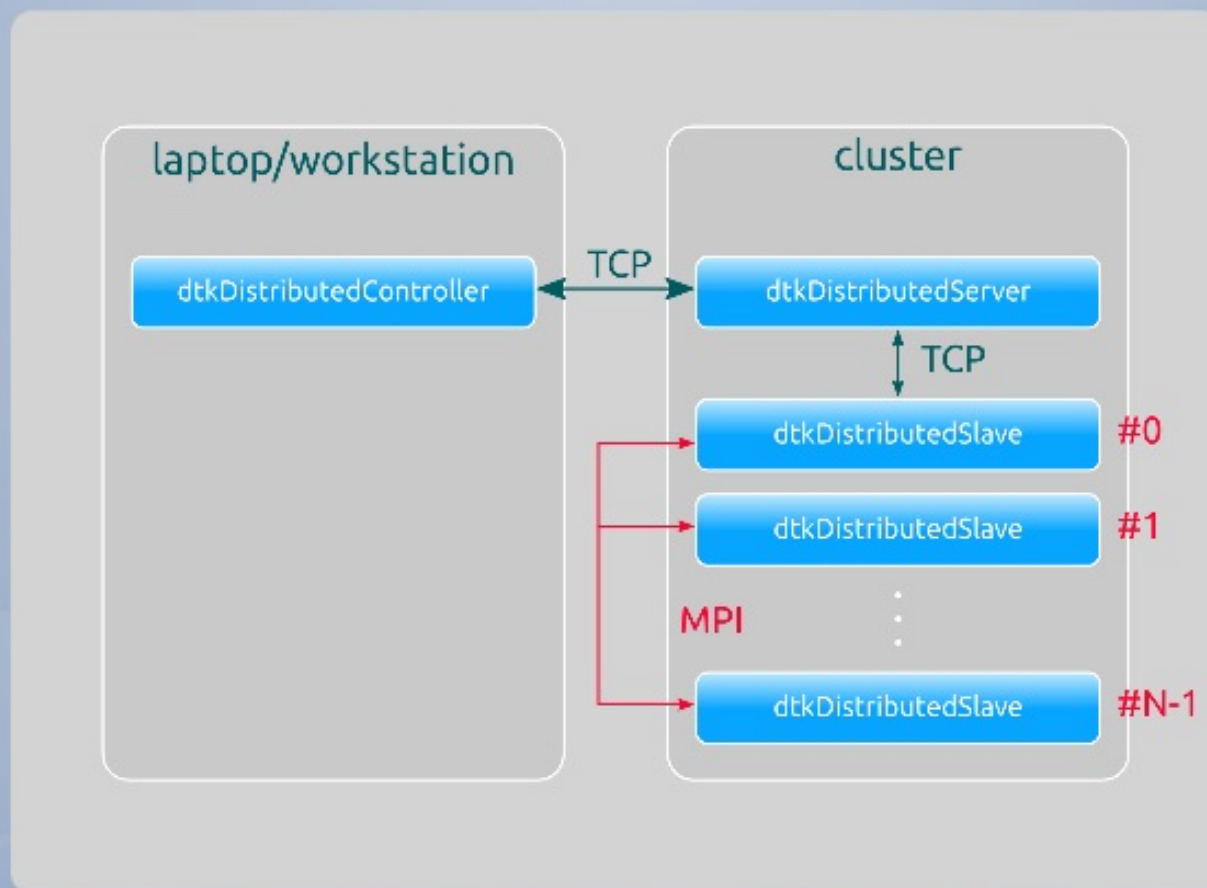 laptop/workstation
cluster
dtkDistributedController
TCP
dtkDistributedServer
TCP
dtkDistributedSlave
#0
dtkDistributedSlave
#1
MPI
dtkDistributedSlave
#N-1